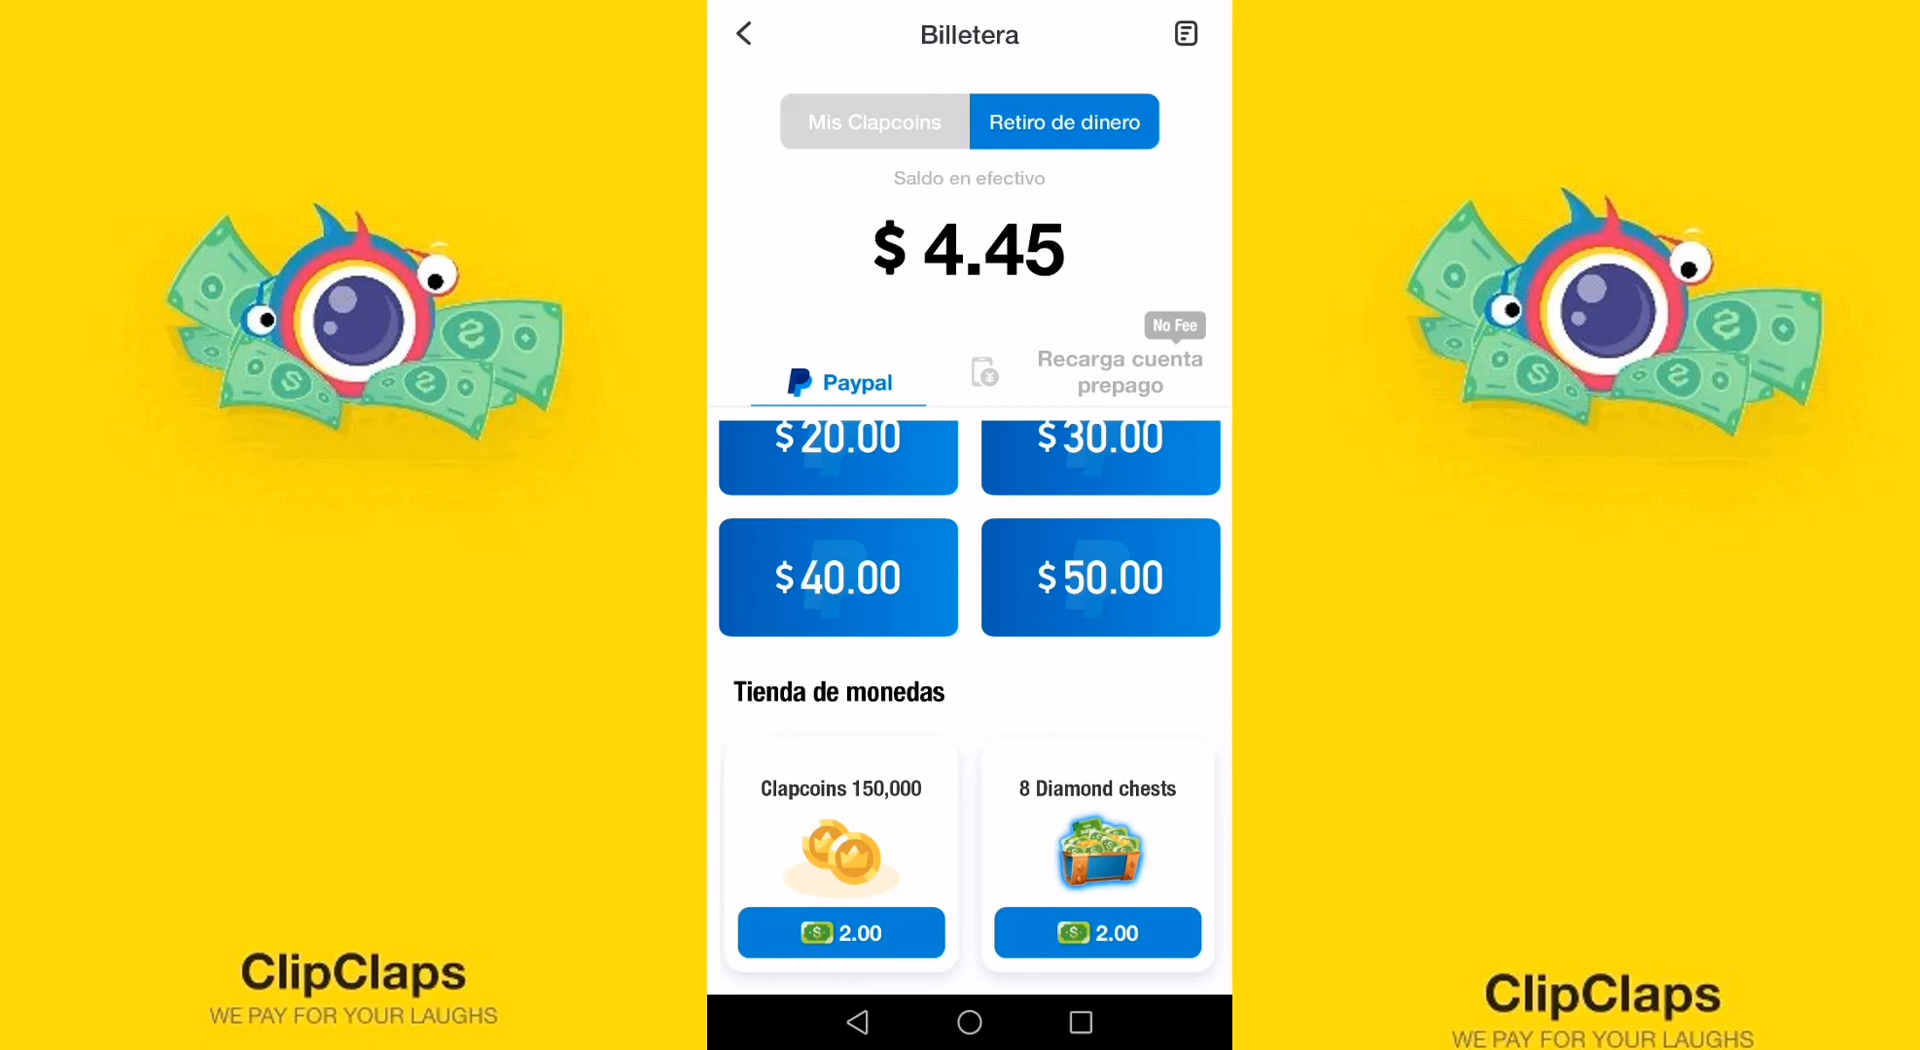 Billetera
Mis Clapcoins
Retiro de dinero
Saldo en efectivo
$ 4.45
No Fee
Paypal
Recarga cuenta
prepago
$ 20.00
$ 30.00
$ 40.00
$ 50.00
Tienda de monedas
Clapcoins 150,000
8 Diamond chests
2.00
2.00
ClipClaps
WE PAY FOR YOUR LAUGHS
ClipClaps
WE PAY FOR YOUR LAUGHS